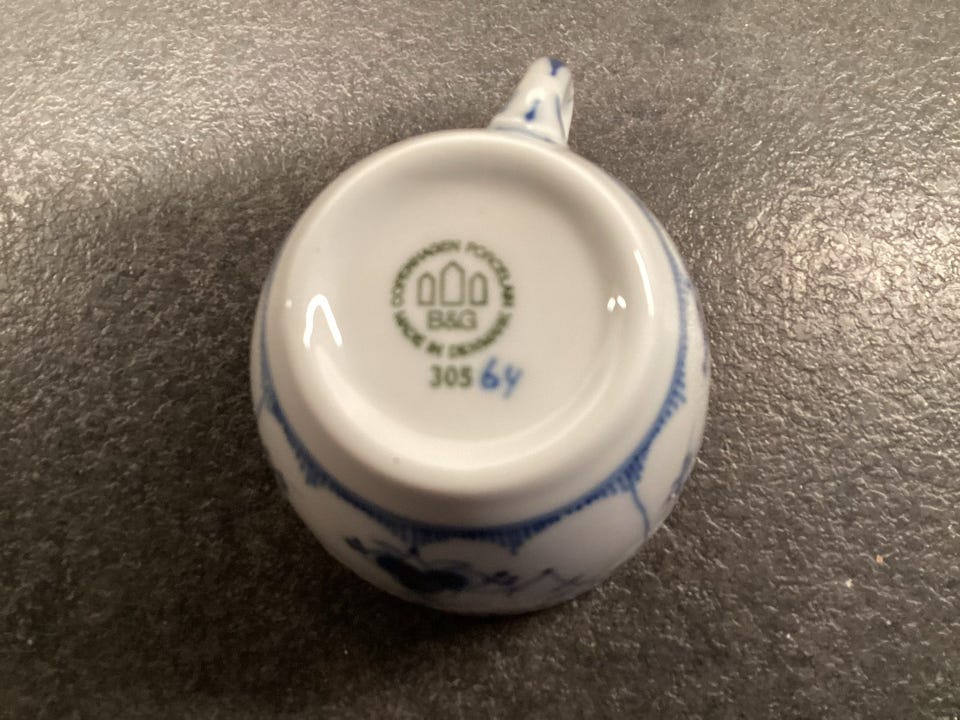 COPENHAGEN PORCELAIN
B&G
MADE IN DENMARK
305 64